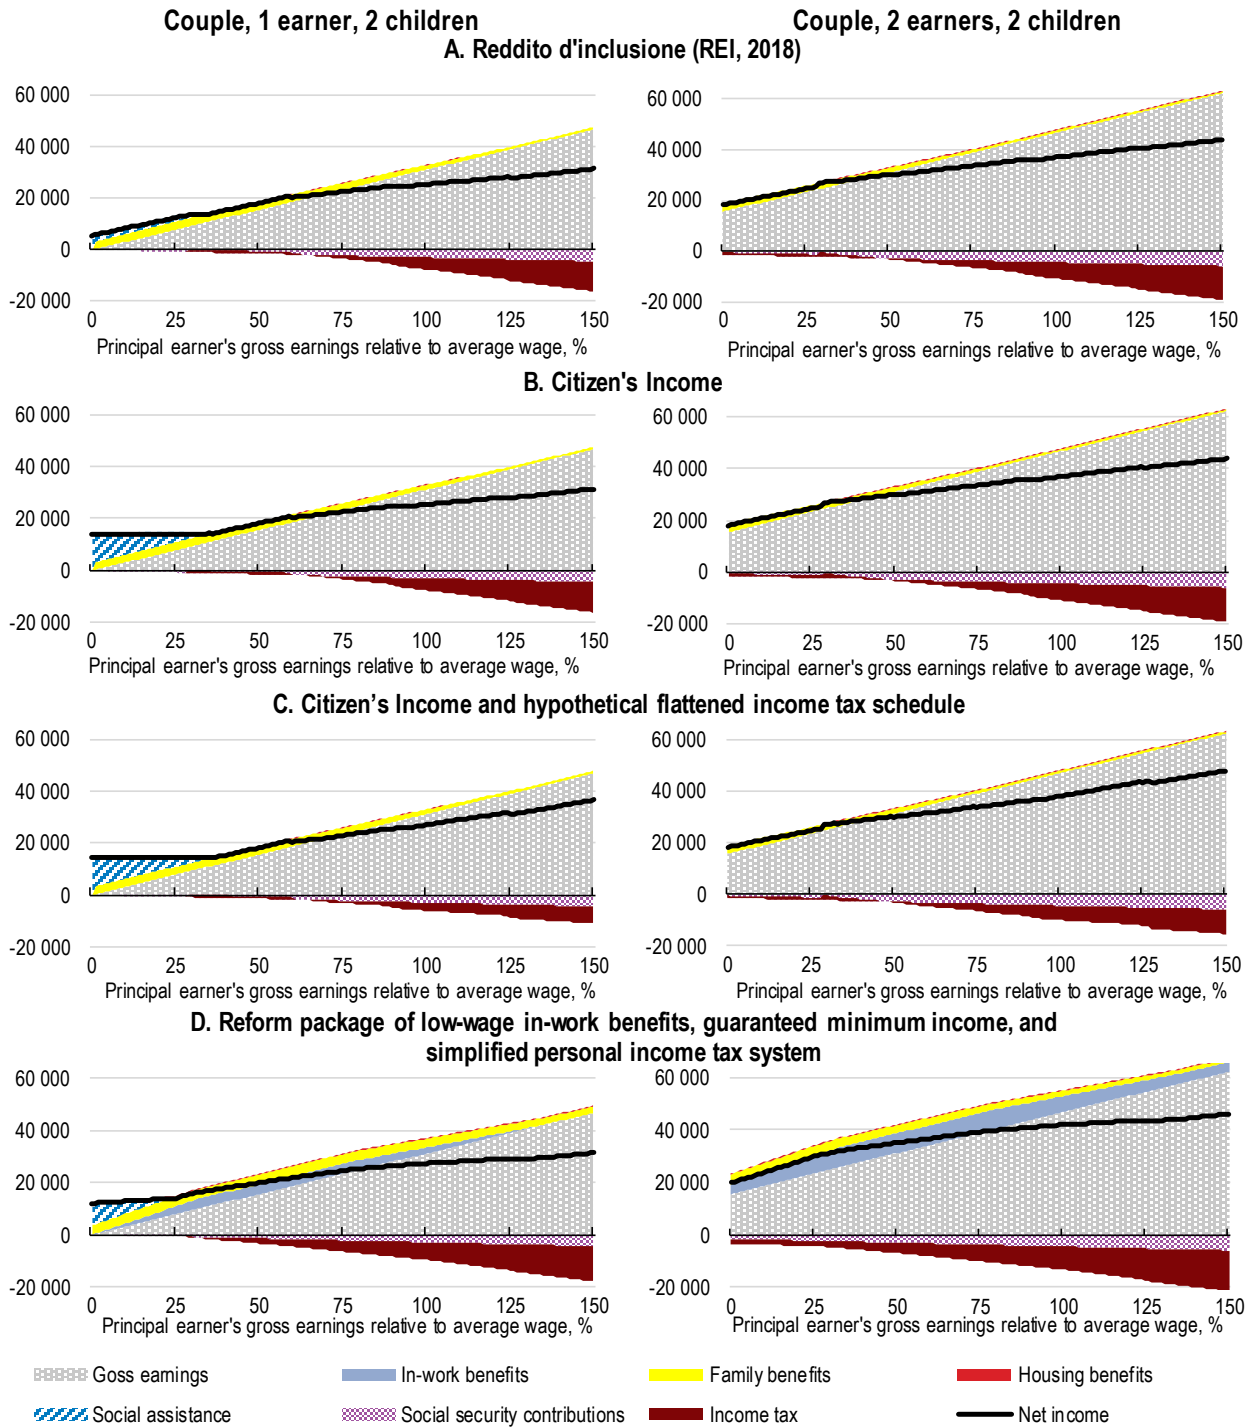 Couple, 1 earner, 2 children
Couple, 2 earners, 2 children
A. Reddito d'inclusione (REI, 2018)
60 000
40 000
20 000
0
-20 000
0 25 50 75 100 125 150
Principal earner's gross earnings relative to average wage, %
60 000
40 000
20 000
0
-20 000
0 25 50 75 100 125 150
Principal earner's gross earnings relative to average wage, %
B. Citizen's Income
60 000
40 000
20 000
0
-20 000
0 25 50 75 100 125 150
Principal earner's gross earnings relative to average wage, %
60 000
40 000
20 000
0
-20 000
0 25 50 75 100 125 150
Principal earner's gross earnings relative to average wage, %
C. Citizen’s Income and hypothetical flattened income tax schedule
60 000
40 000
20 000
0
-20 000
0 25 50 75 100 125 150
Principal earner's gross earnings relative to average wage, %
60 000
40 000
20 000
0
-20 000
0 25 50 75 100 125 150
Principal earner's gross earnings relative to average wage, %
D. Reform package of low-wage in-work benefits, guaranteed minimum income, and
simplified personal income tax system
60 000
40 000
20 000
0
-20 000
0 25 50 75 100 125 150
Principal earner's gross earnings relative to average wage, %
60 000
40 000
20 000
0
-20 000
0 25 50 75 100 125 150
Principal earner's gross earnings relative to average wage, %
Goss earnings In-work benefits Family benefits Housing benefits
Social assistance Social security contributions Income tax Net income